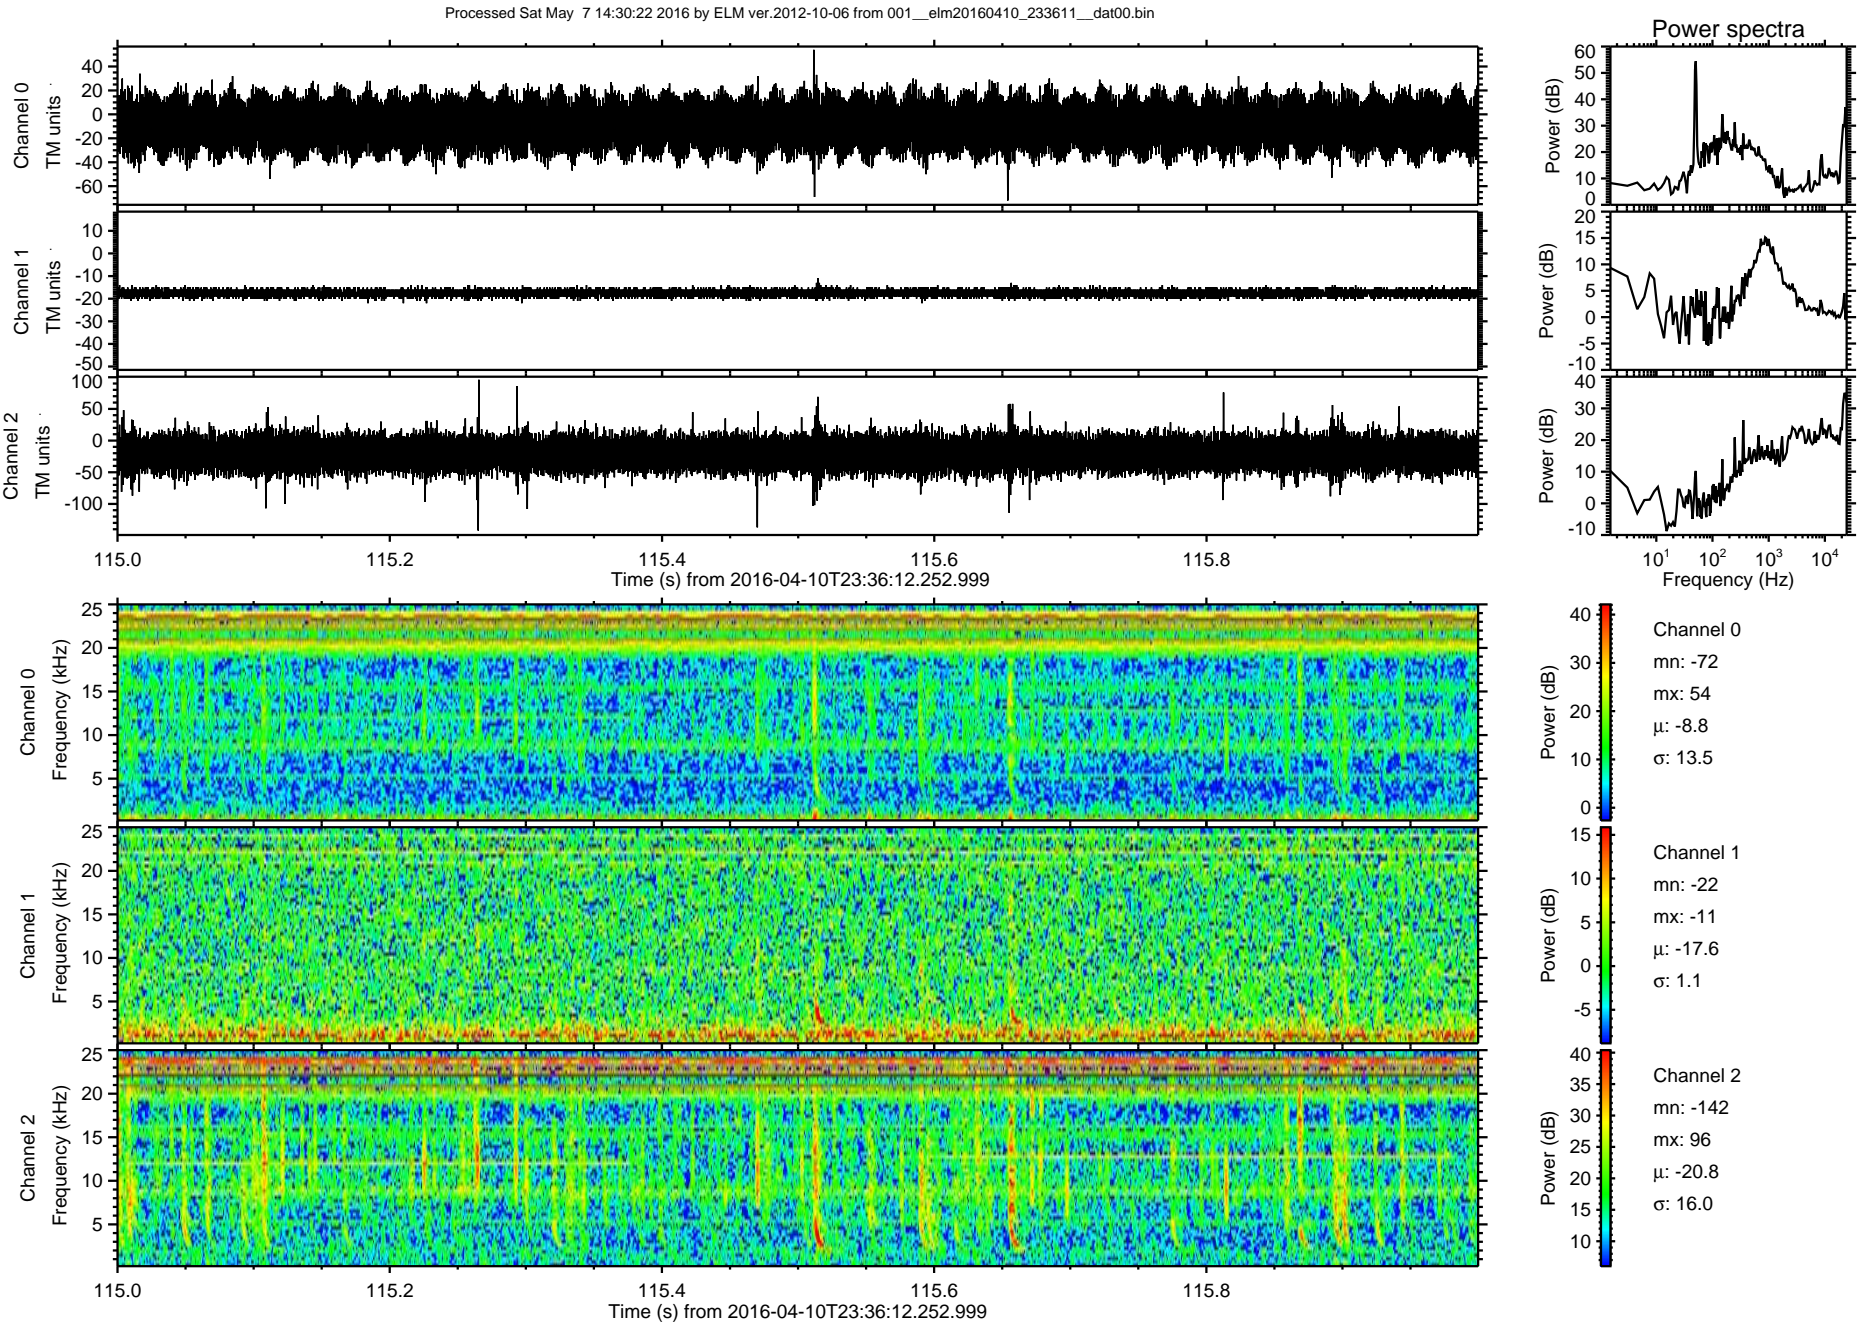 Processed Sat May 7 14:30:22 2016 by ELM ver.2012-10-06 from 001__elm20160410_233611__dat00.bin
Power spectra
Channel 0
TM units
40
20
0
-20
-40
-60
Power (dB)
60
50
40
30
20
10
0
Channel 1
TM units
10
0
-10
-20
-30
-40
-50
Power (dB)
20
15
10
5
0
-5
-10
Channel 2
TM units
100
50
0
-50
-100
Power (dB)
40
30
20
10
0
-10
115.0 115.2 115.4 115.6 115.8
Time (s) from 2016-04-10T23:36:12.252.999
10^1 10^2 10^3 10^4
Frequency (Hz)
Channel 0
Frequency (kHz)
25
20
15
10
5
Power (dB)
40
30
20
10
0
Channel 0
mn: -72
mx: 54
μ: -8.8
σ: 13.5
Channel 1
Frequency (kHz)
25
20
15
10
5
Power (dB)
15
10
5
0
-5
Channel 1
mn: -22
mx: -11
μ: -17.6
σ: 1.1
Channel 2
Frequency (kHz)
25
20
15
10
5
Power (dB)
40
35
30
25
20
15
10
Channel 2
mn: -142
mx: 96
μ: -20.8
σ: 16.0
115.0 115.2 115.4 115.6 115.8
Time (s) from 2016-04-10T23:36:12.252.999